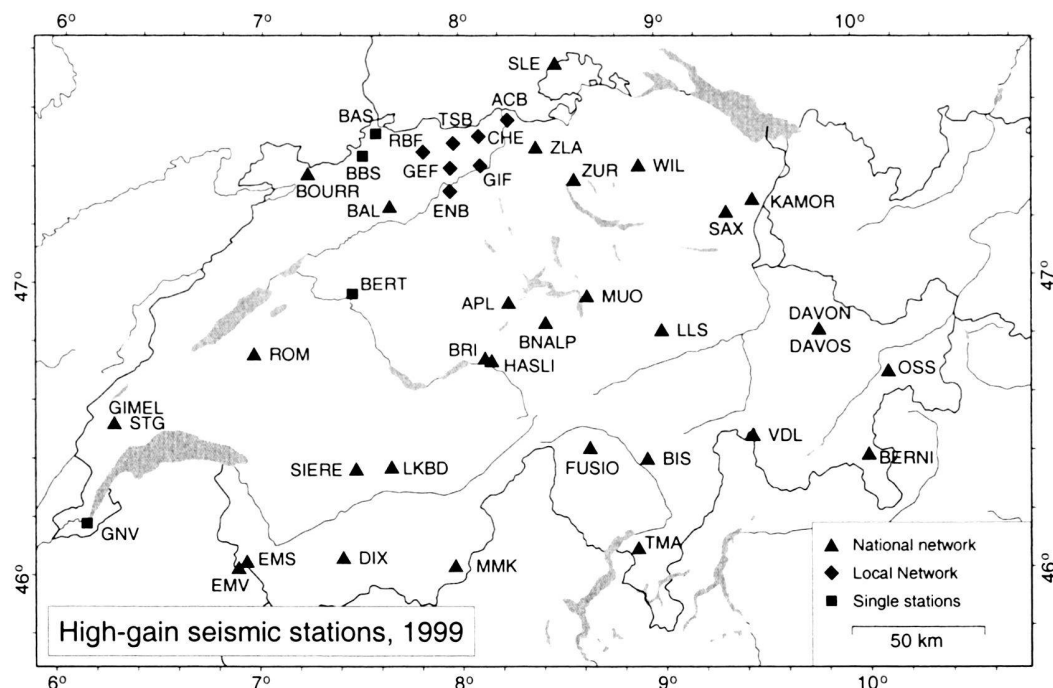 6° 7° 8° 9° 10°
SLE
ACB
BAS
TSB
RBF
CHE
ZLA
BBS
GEF
GIF
ZUR
WIL
BOURR
BAL
ENB
KAMOR
SAX
47°
47°
BERT
APL
MUO
DAVON
BNALP
LLS
DAVOS
BRI
HASLI
ROM
OSS
GIMEL
STG
VDL
SIERE
LKBD
FUSIO
BIS
BERNI
GNV
TMA
National network
EMS
DIX
MMK
46°
46°
EMV
Local Network
Single stations
High-gain seismic stations, 1999
50 km
6° 7° 8° 9° 10°